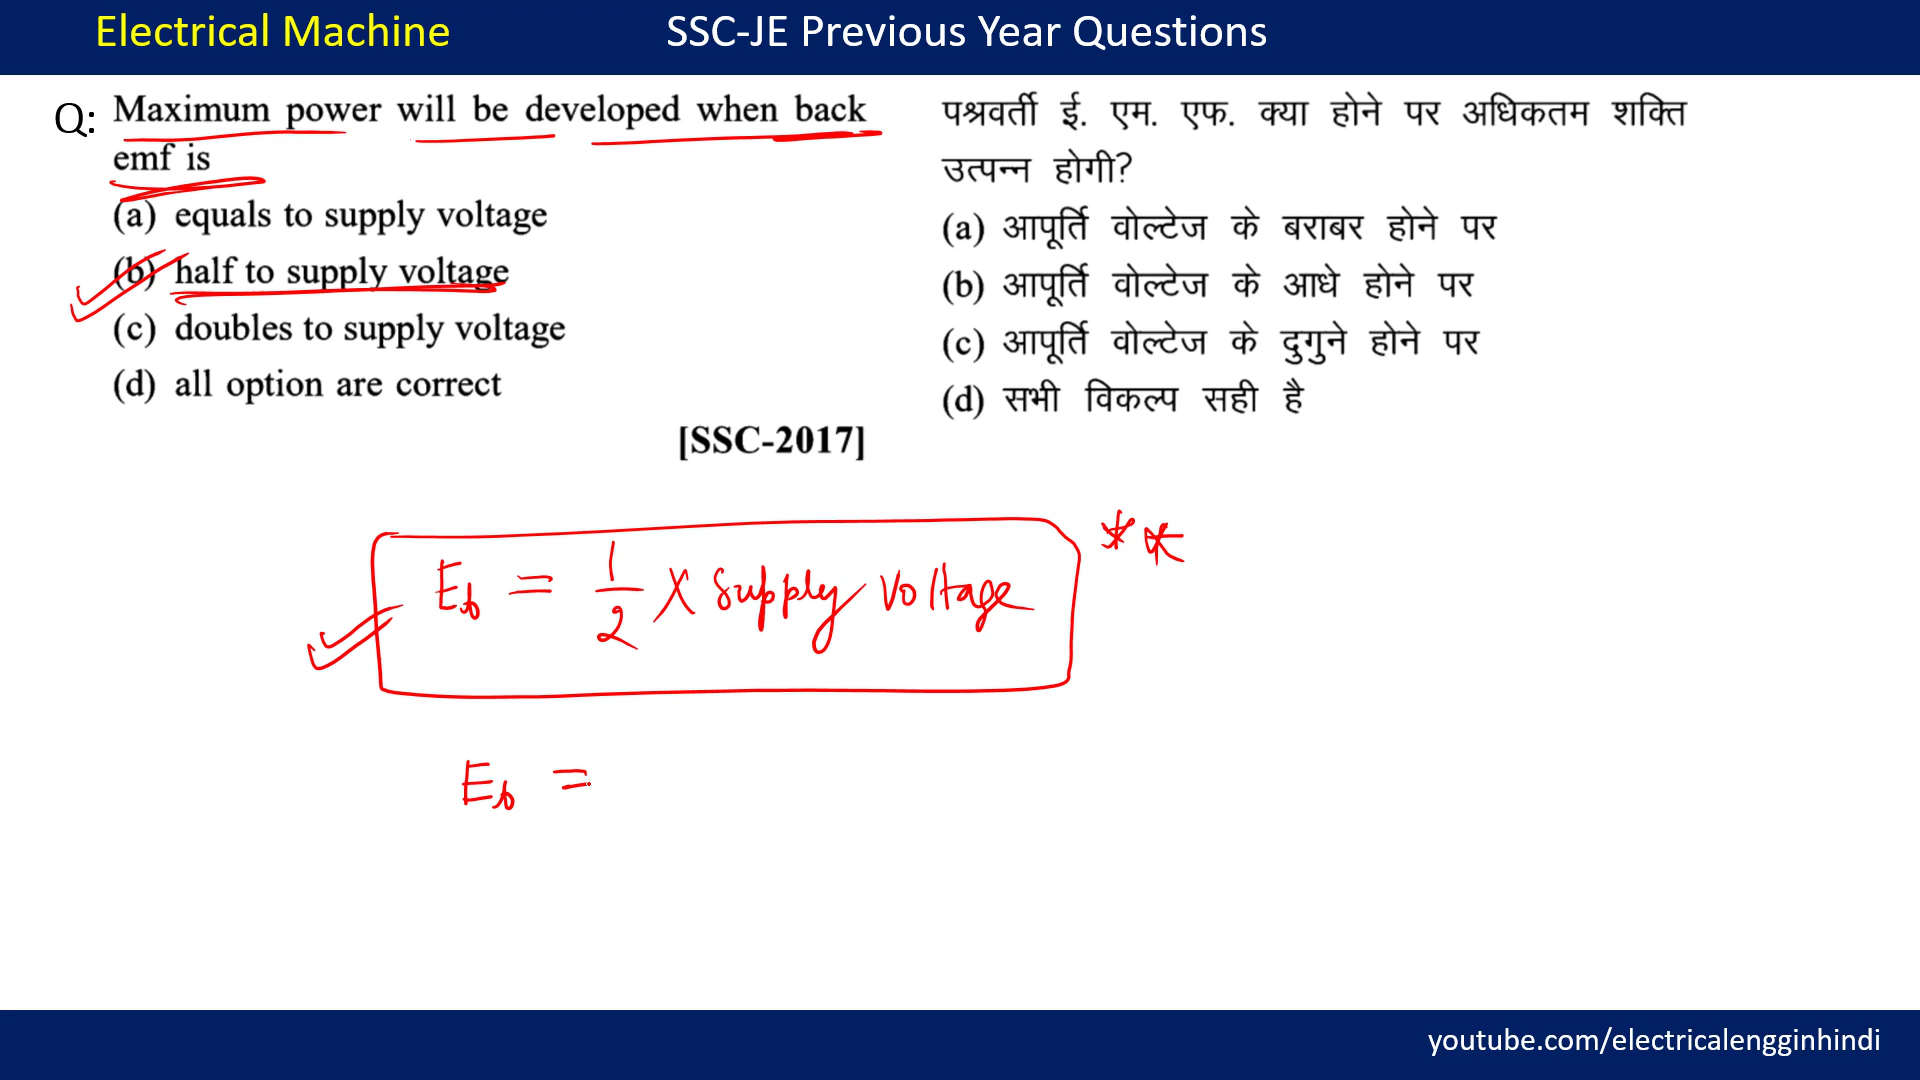 Electrical Machine
SSC-JE Previous Year Questions
Q: Maximum power will be developed when back
emf is
(a) equals to supply voltage
(b) half to supply voltage
(c) doubles to supply voltage
(d) all option are correct
[SSC-2017]
पश्रवर्ती ई. एम. एफ. क्या होने पर अधिकतम शक्ति
उत्पन्न होगी?
(a) आपूर्ति वोल्टेज के बराबर होने पर
(b) आपूर्ति वोल्टेज के आधे होने पर
(c) आपूर्ति वोल्टेज के दुगुने होने पर
(d) सभी विकल्प सही है
E_b = 1/2 X Supply Voltage **
E_b =
youtube.com/electricalengginhindi